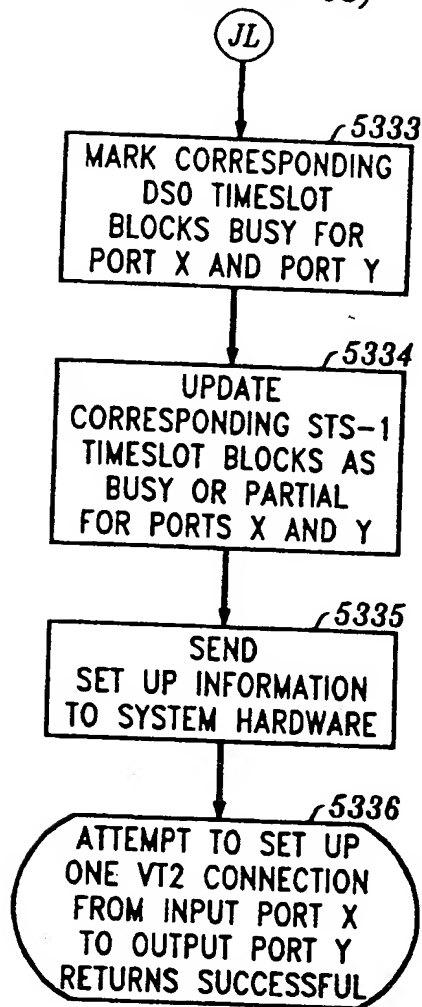 JL
5333
MARK CORRESPONDING
DS0 TIMESLOT
BLOCKS BUSY FOR
PORT X AND PORT Y
5334
UPDATE
CORRESPONDING STS-1
TIMESLOT BLOCKS AS
BUSY OR PARTIAL
FOR PORTS X AND Y
5335
SEND
SET UP INFORMATION
TO SYSTEM HARDWARE
5336
ATTEMPT TO SET UP
ONE VT2 CONNECTION
FROM INPUT PORT X
TO OUTPUT PORT Y
RETURNS SUCCESSFUL